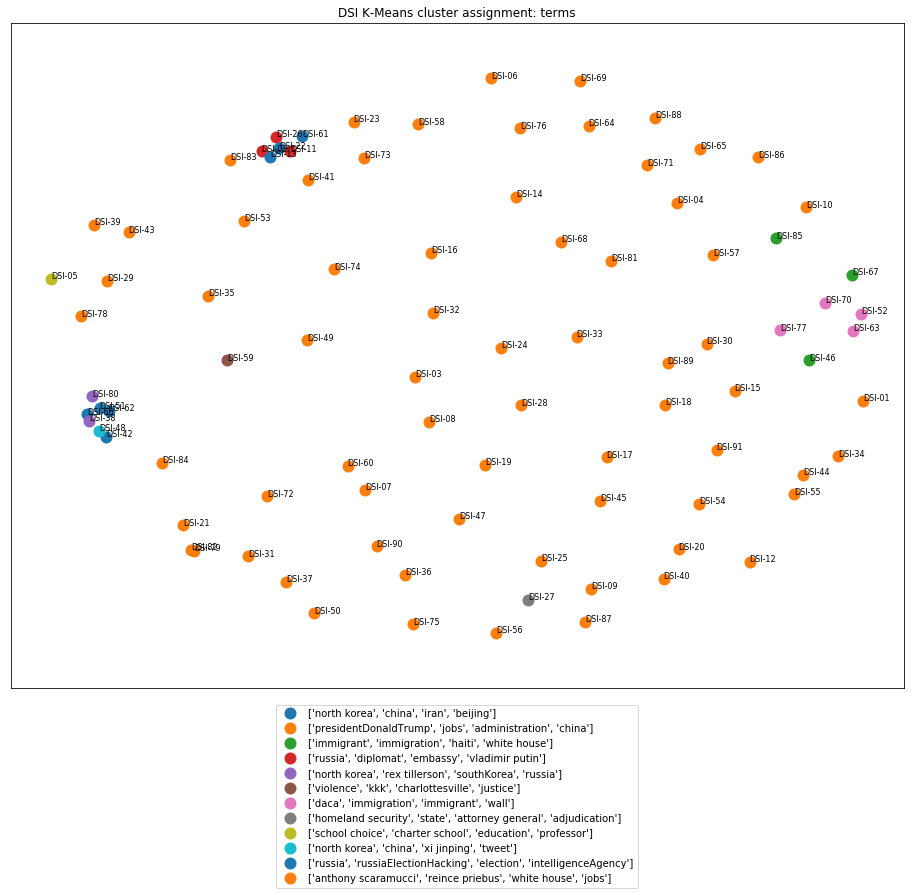 DSI K-Means cluster assignment: terms
DSI-06
DSI-69
DSI-23
DSI-58
DSI-76
DSI-64
DSI-88
DSI-26
DSI-61
DSI-11
DSI-13
DSI-83
DSI-73
DSI-71
DSI-65
DSI-86
DSI-41
DSI-14
DSI-04
DSI-10
DSI-39
DSI-43
DSI-53
DSI-68
DSI-85
DSI-16
DSI-81
DSI-57
DSI-05
DSI-29
DSI-74
DSI-67
DSI-35
DSI-78
DSI-32
DSI-70
DSI-52
DSI-77
DSI-63
DSI-49
DSI-33
DSI-24
DSI-30
DSI-59
DSI-89
DSI-46
DSI-03
DSI-80
DSI-15
DSI-01
DSI-51
DSI-62
DSI-38
DSI-48
DSI-42
DSI-28
DSI-18
DSI-08
DSI-84
DSI-60
DSI-19
DSI-17
DSI-91
DSI-34
DSI-44
DSI-55
DSI-72
DSI-07
DSI-45
DSI-54
DSI-21
DSI-47
DSI-79
DSI-31
DSI-90
DSI-25
DSI-20
DSI-12
DSI-37
DSI-36
DSI-40
DSI-09
DSI-27
DSI-50
DSI-75
DSI-56
DSI-87
['north korea', 'china', 'iran', 'beijing']
['presidentDonaldTrump', 'jobs', 'administration', 'china']
['immigrant', 'immigration', 'haiti', 'white house']
['russia', 'diplomat', 'embassy', 'vladimir putin']
['north korea', 'rex tillerson', 'southKorea', 'russia']
['violence', 'kkk', 'charlottesville', 'justice']
['daca', 'immigration', 'immigrant', 'wall']
['homeland security', 'state', 'attorney general', 'adjudication']
['school choice', 'charter school', 'education', 'professor']
['north korea', 'china', 'xi jinping', 'tweet']
['russia', 'russiaElectionHacking', 'election', 'intelligenceAgency']
['anthony scaramucci', 'reince priebus', 'white house', 'jobs']